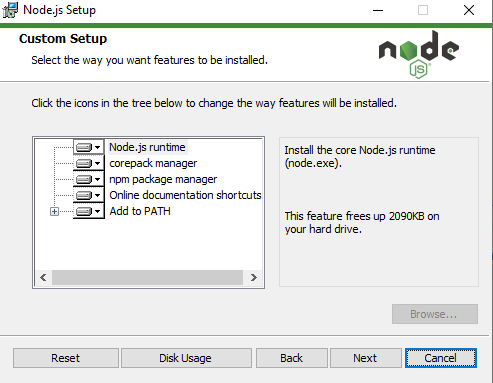 Node.js Setup
Custom Setup
Select the way you want features to be installed.
node
JS
Click the icons in the tree below to change the way features will be installed.
Node.js runtime
corepack manager
npm package manager
Online documentation shortcuts
Add to PATH
Install the core Node.js runtime
(node.exe).
This feature frees up 2090KB on
your hard drive.
Browse...
Reset
Disk Usage
Back
Next
Cancel